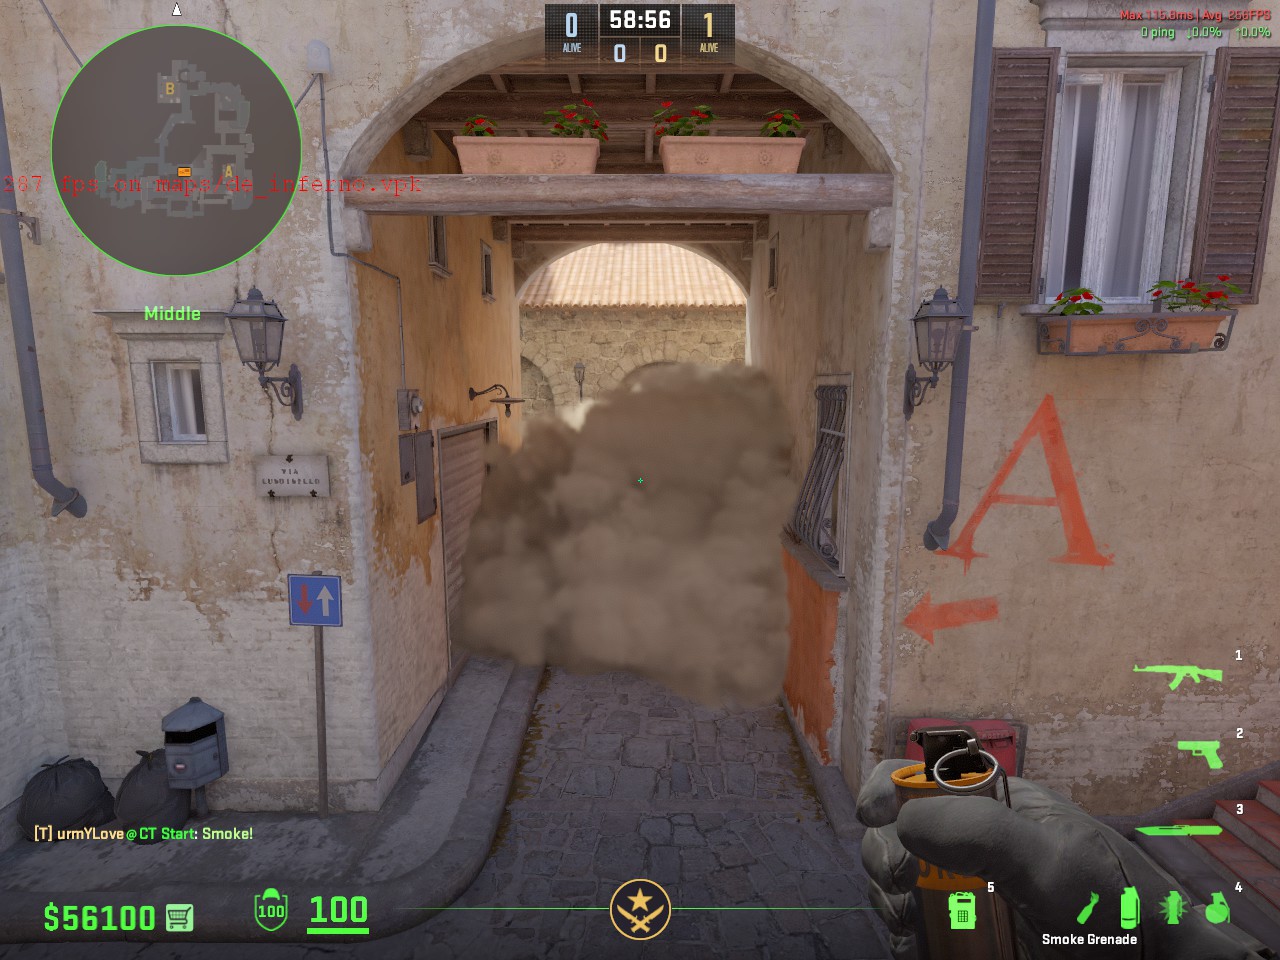 0
ALIVE
58:56
0
0
1
ALIVE
Max 115.8ms | Avg 256FPS
0 ping ↓0.0% ↑0.0%
B
A
287 fps on maps/de_inferno.vpk
Middle
VIA
A
1
2
3
[T] urmYLove @ CT Start: Smoke!
$56100
100
100
5
4
Smoke Grenade